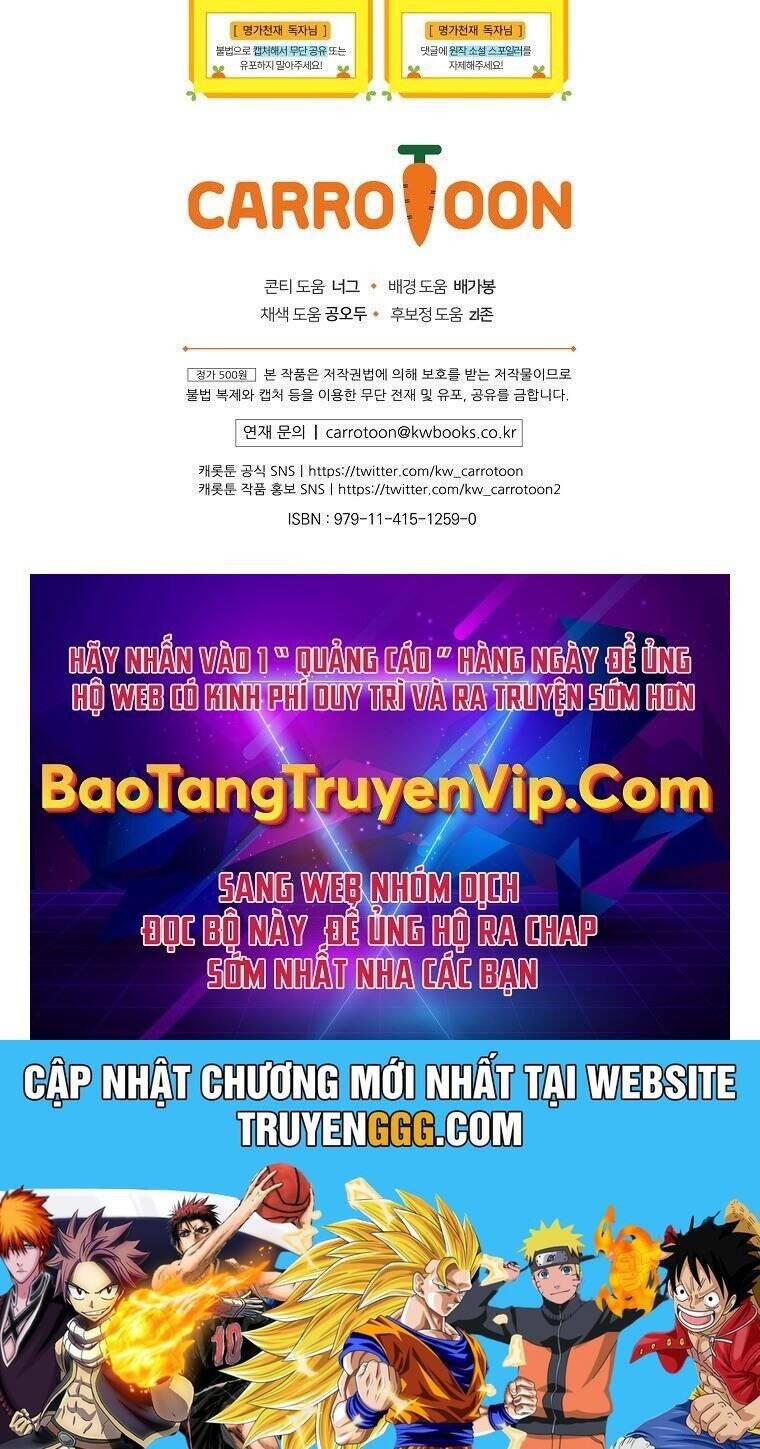 [ 명가천재 독자님 ]
불법으로 캡처해서 무단 공유 또는
유포하지 말아주세요!
[ 명가천재 독자님 ]
댓글에 원작 소설 스포일러를
자제해주세요!
CARROTOON
콘티 도움 너그 • 배경 도움 배가봉
채색 도움 공오두 • 후보정 도움 zl존
정가 500원 본 작품은 저작권법에 의해 보호를 받는 저작물이므로
불법 복제와 캡처 등을 이용한 무단 전재 및 유포, 공유를 금합니다.
연재 문의 | carrotoon@kwbooks.co.kr
캐롯툰 공식 SNS | https://twitter.com/kw_carrotoon
캐롯툰 작품 홍보 SNS | https://twitter.com/kw_carrotoon2
ISBN : 979-11-415-1259-0
HÃY NHẤN VÀO 1 “ QUẢNG CÁO ” HÀNG NGÀY ĐỂ ỦNG
HỘ WEB CÓ KINH PHÍ DUY TRÌ VÀ RA TRUYỆN SỚM HƠN
BaoTangTruyenVip.Com
SANG WEB NHÓM DỊCH
ĐỌC BỘ NÀY ĐỂ ỦNG HỘ RA CHAP
SỚM NHẤT NHA CÁC BẠN
CẬP NHẬT CHƯƠNG MỚI NHẤT TẠI WEBSITE
TRUYENGGG.COM
10